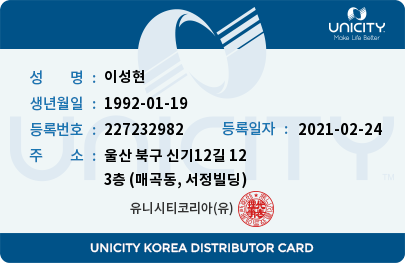 UNICITY
Make Life Better
성 명 : 이성현
생년월일 : 1992-01-19
등록번호 : 227232982 등록일자 : 2021-02-24
주 소 : 울산 북구 신기12길 12
3층 (매곡동, 서정빌딩)
유니시티코리아(유)
UNICITY
UNICITY KOREA DISTRIBUTOR CARD